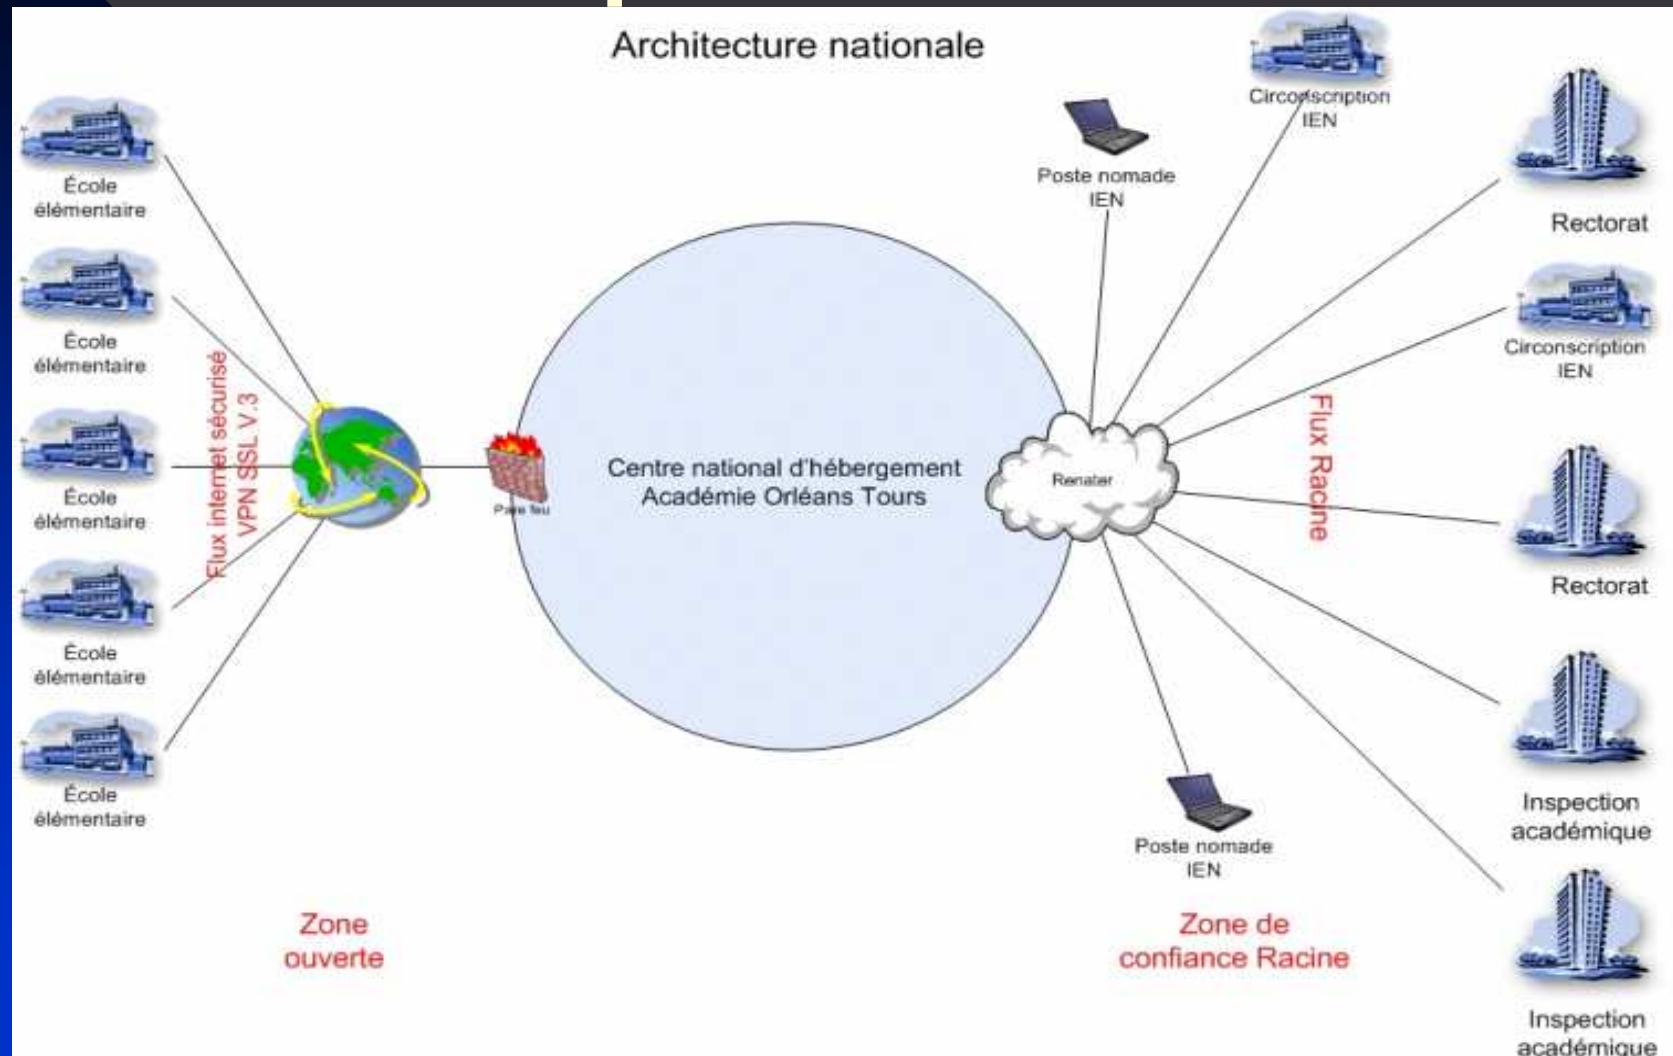 Architecture nationale
École
élémentaire
École
élémentaire
École
élémentaire
École
élémentaire
École
élémentaire
Flux internet sécurisé
VPN SSL V.3
Pare feu
Centre national d'hébergement
Académie Orléans Tours
Renater
Poste nomade
IEN
Circonscription
IEN
Rectorat
Circonscription
IEN
Flux Racine
Rectorat
Inspection
académique
Poste nomade
IEN
Inspection
académique
Zone
ouverte
Zone de
confiance Racine